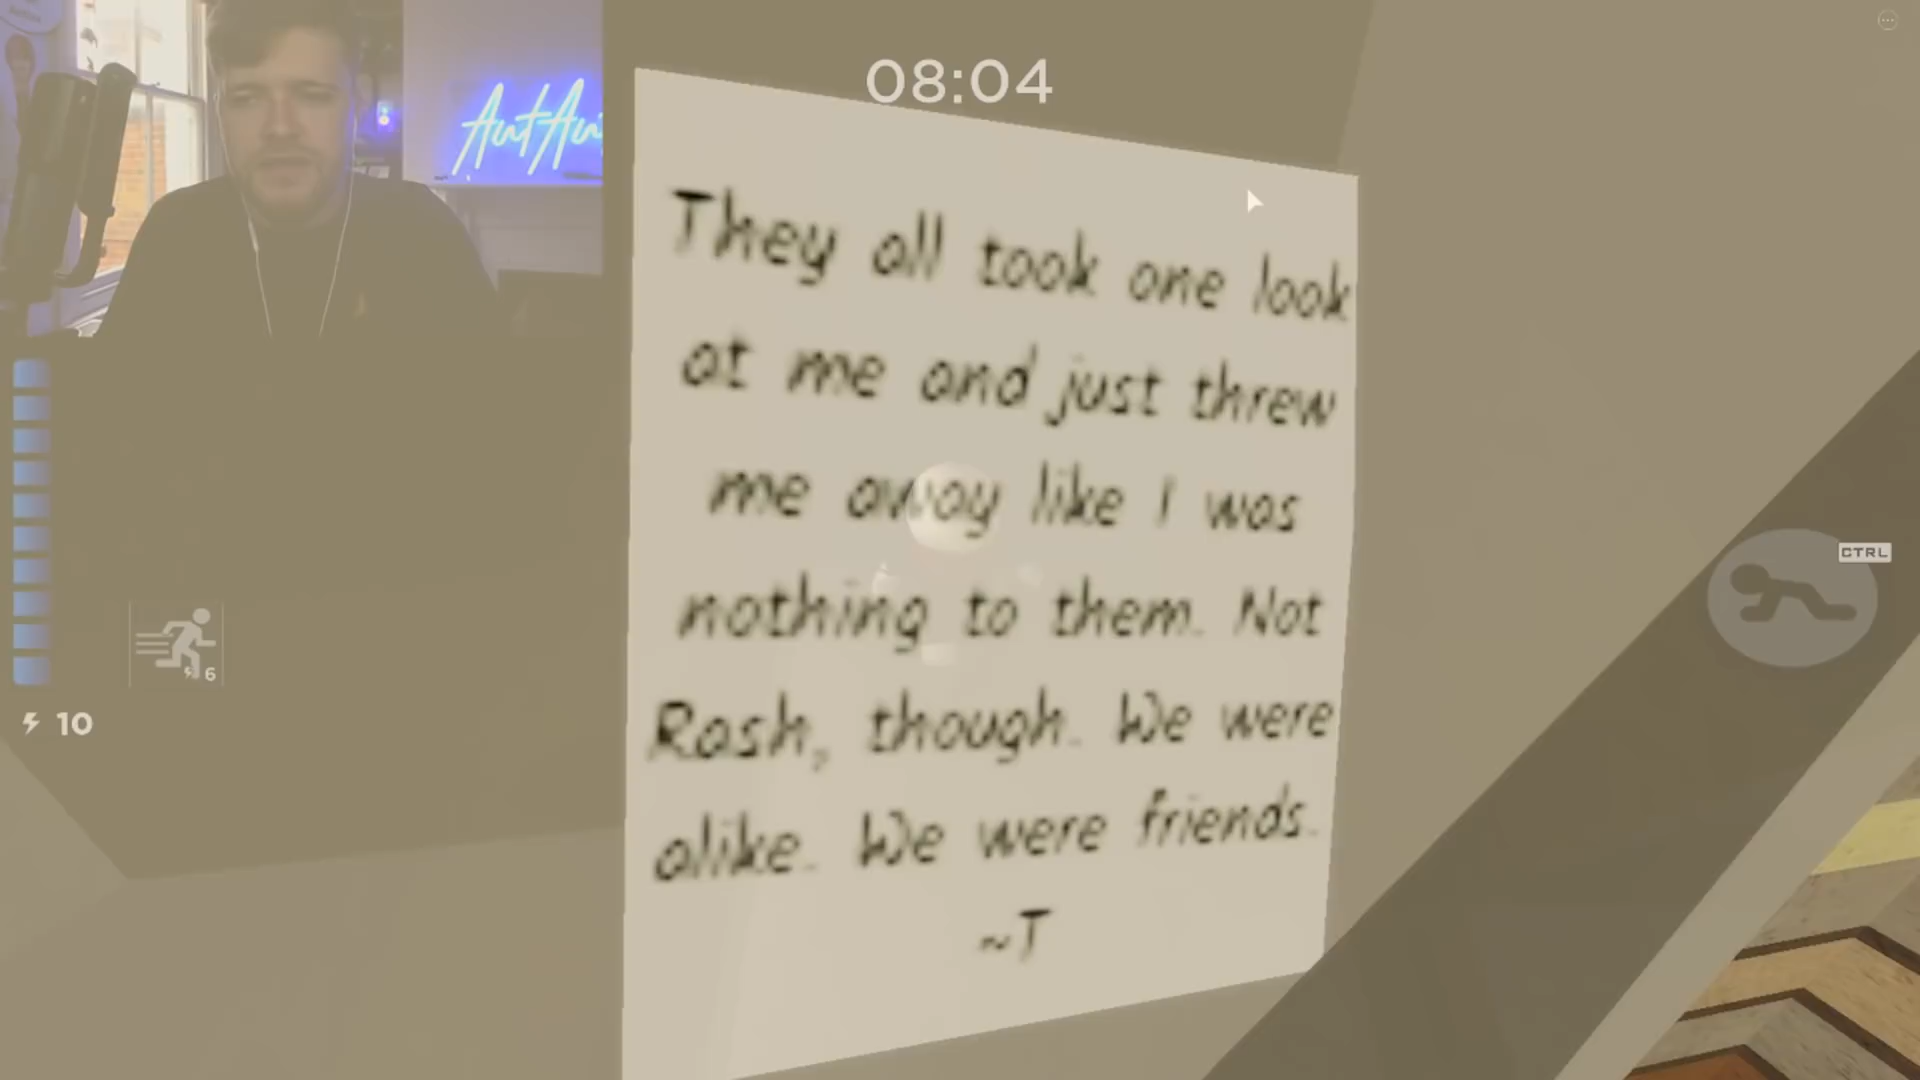 08:04
They all took one look
at me and just threw
me away like I was
nothing to them. Not
Rash, though. We were
alike. We were friends.
~T
CTRL
6
10